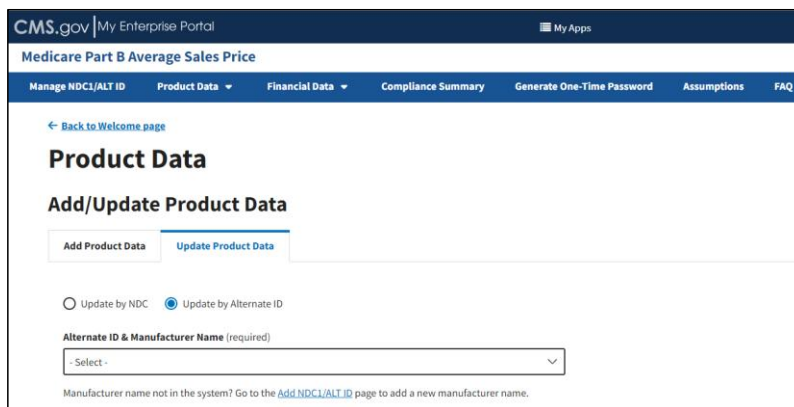 CMS.gov My Enterprise Portal My Apps
Medicare Part B Average Sales Price
Manage NDC1/ALT ID Product Data Financial Data Compliance Summary Generate One-Time Password Assumptions FAQ
← Back to Welcome page
Product Data
Add/Update Product Data
Add Product Data Update Product Data
Update by NDC Update by Alternate ID
Alternate ID & Manufacturer Name (required)
- Select -
Manufacturer name not in the system? Go to the Add NDC1/ALT ID page to add a new manufacturer name.